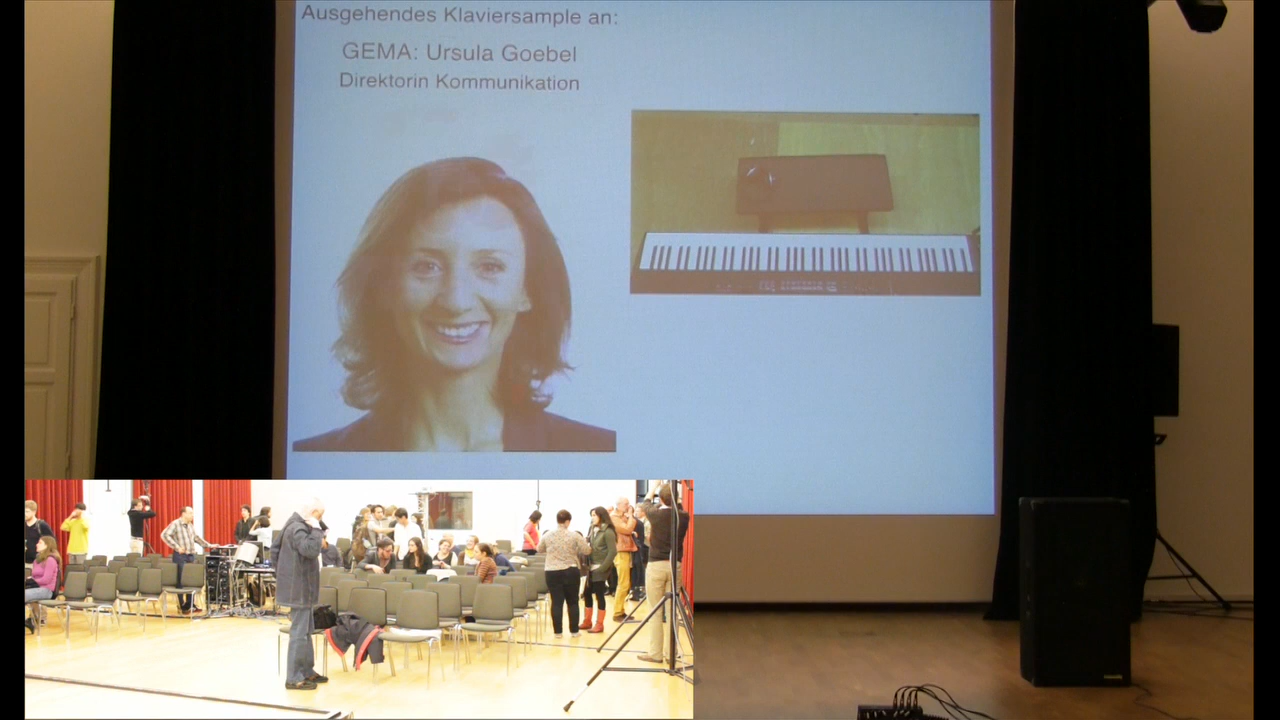 Ausgehendes Klaviersample an:
GEMA: Ursula Goebel
Direktorin Kommunikation